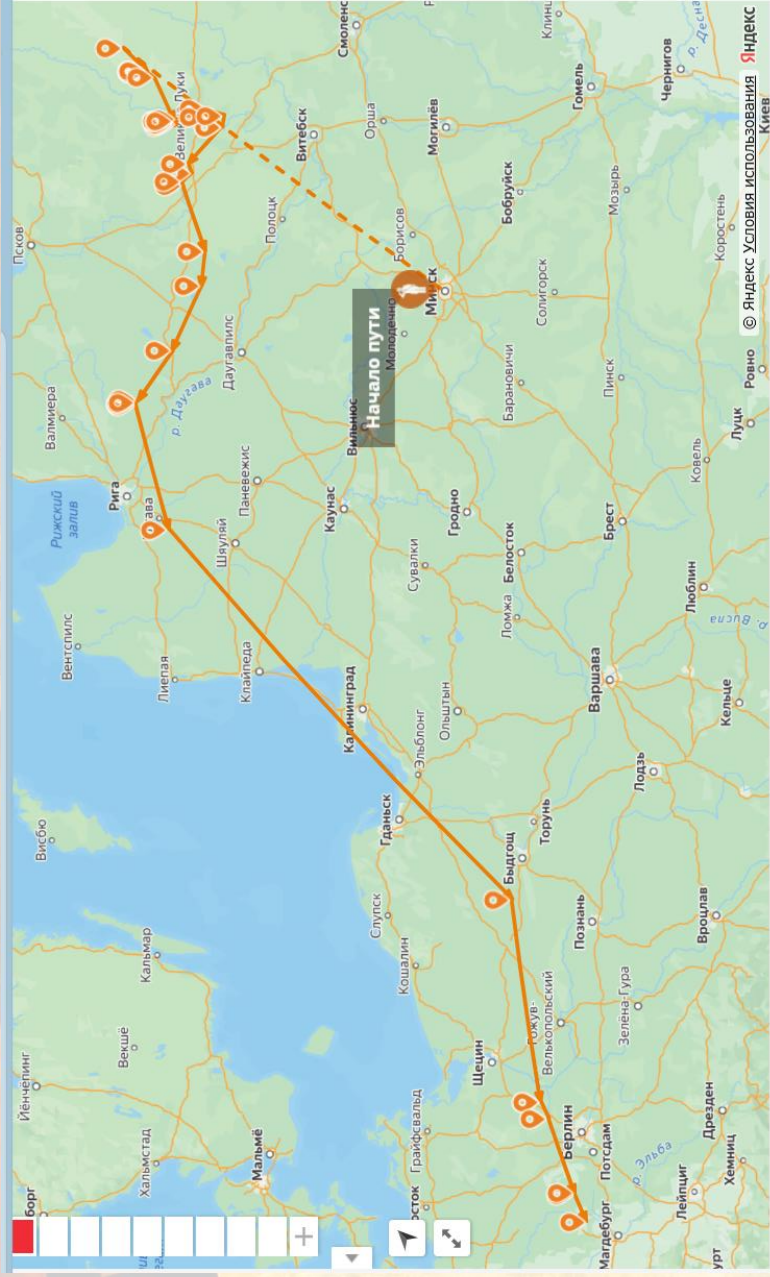 Йёнчёпинг
Висбю
Вентспилс
Рижский
залив
Валмиера
Псков
Векшё
Кальмар
Лиепая
Рига
р. Даугава
Великие Луки
Хальмстад
Клайпеда
Шяуляй
Паневежис
Даугавпилс
Полоцк
Витебск
Смоленс
Мальмё
Каунас
Вильнюс
Начало пути
Молодечно
Борисов
Орша
Калининград
Сувалки
Гродно
Минск
Могилёв
Слупск
Гданьск
Эльблонг
Ольштын
Кошалин
Грайфсвальд
Щецин
Быдгощ
Торунь
Ломжа
Белосток
Барановичи
Солигорск
Бобруйск
Гомель
Клинц
Велькопольский
Познань
Варшава
Брест
Пинск
Мозырь
Чернигов
р. Десна
Берлин
Потсдам
Зелёна-Гура
Лодзь
Люблин
Ковель
Коростень
Магдебург
р. Эльба
Вроцлав
Кельце
р. Висла
Луцк
Ровно
Киев
Лейпциг
Дрезден
Хемниц
© Яндекс Условия использования Яндекс